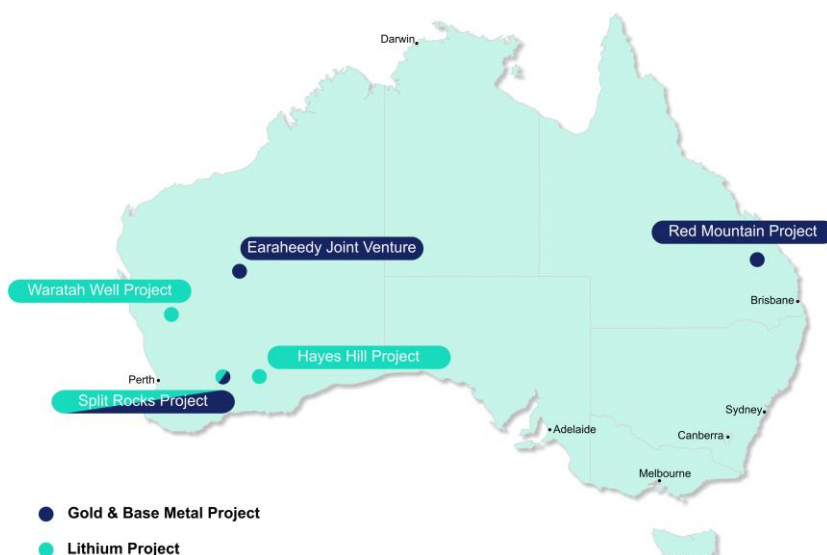 Darwin
Red Mountain Project
Earaheedy Joint Venture
Waratah Well Project
Brisbane
Hayes Hill Project
Perth
Split Rocks Project
Sydney
Adelaide
Canberra
Melbourne
Gold & Base Metal Project
Lithium Project